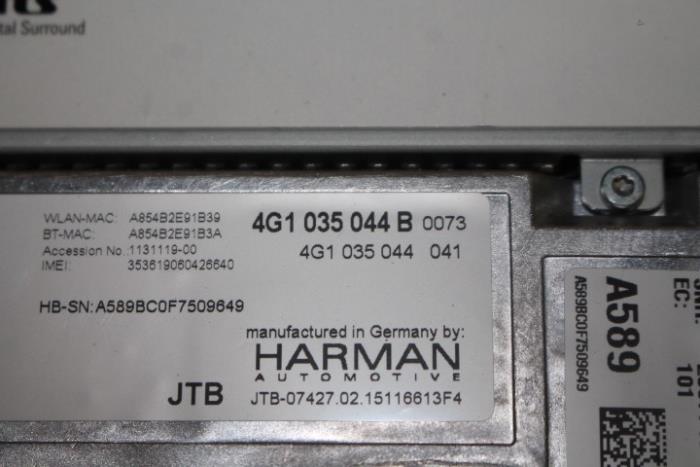 tal Surround
WLAN-MAC: A854B2E91B39
BT-MAC: A854B2E91B3A
Accession No.:1131119-00
IMEI: 353619060426640
4G1 035 044 B 0073
4G1 035 044 041
HB-SN:A589BC0F7509649
manufactured in Germany by:
HARMAN
AUTOMOTIVE
JTB
JTB-07427.02.15116613F4
A589BC0F7509649
A589
EC: 101